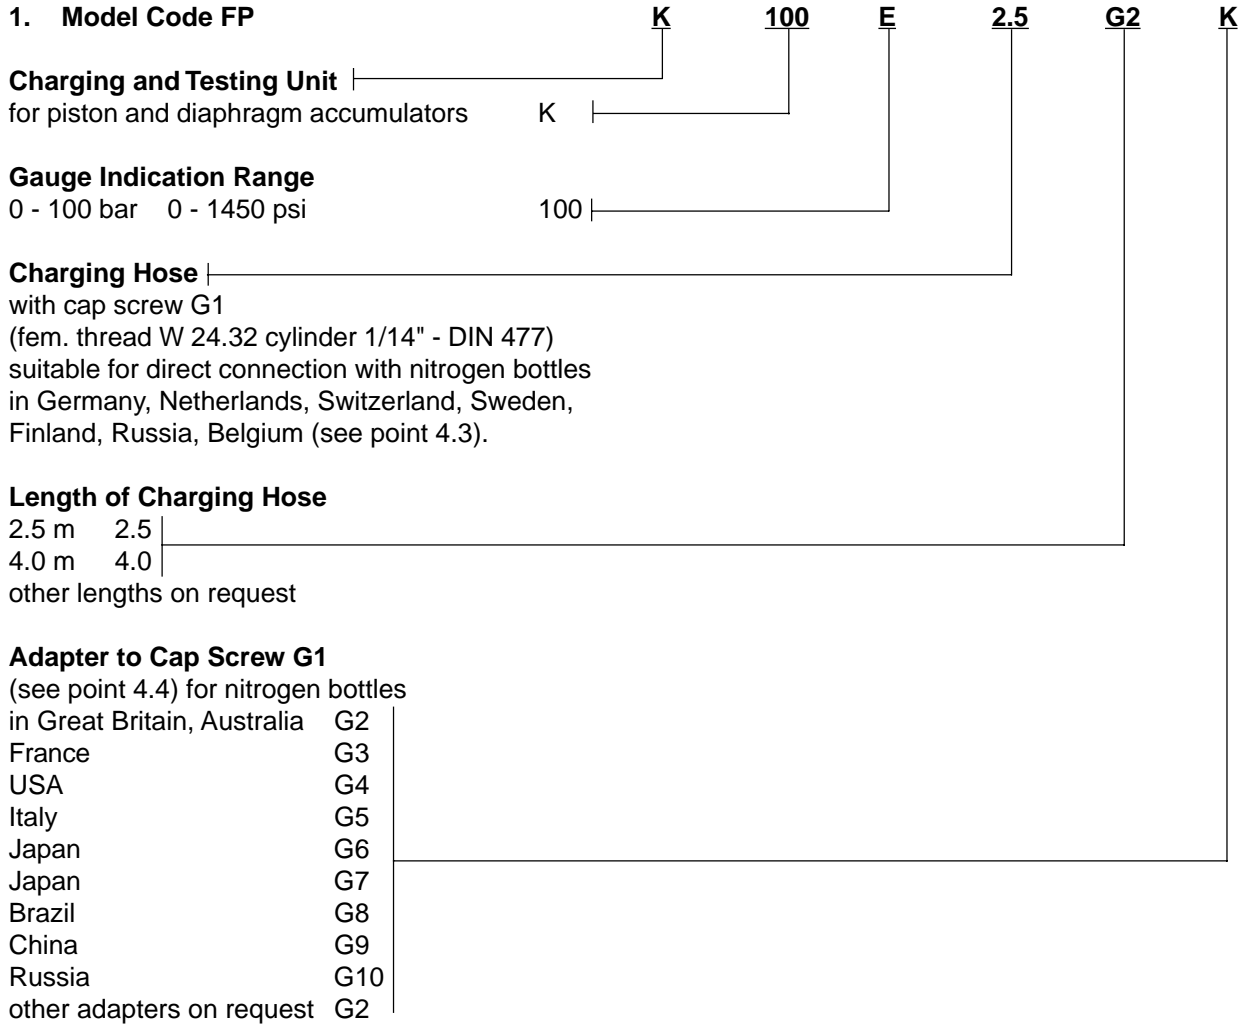 1. Model Code FP K 100 E 2.5 G2 K
Charging and Testing Unit
for piston and diaphragm accumulators K
Gauge Indication Range
0 - 100 bar 0 - 1450 psi 100
Charging Hose
with cap screw G1
(fem. thread W 24.32 cylinder 1/14" - DIN 477)
suitable for direct connection with nitrogen bottles
in Germany, Netherlands, Switzerland, Sweden,
Finland, Russia, Belgium (see point 4.3).
Length of Charging Hose
2.5 m 2.5
4.0 m 4.0
other lengths on request
Adapter to Cap Screw G1
(see point 4.4) for nitrogen bottles
in Great Britain, Australia G2
France G3
USA G4
Italy G5
Japan G6
Japan G7
Brazil G8
China G9
Russia G10
other adapters on request G2